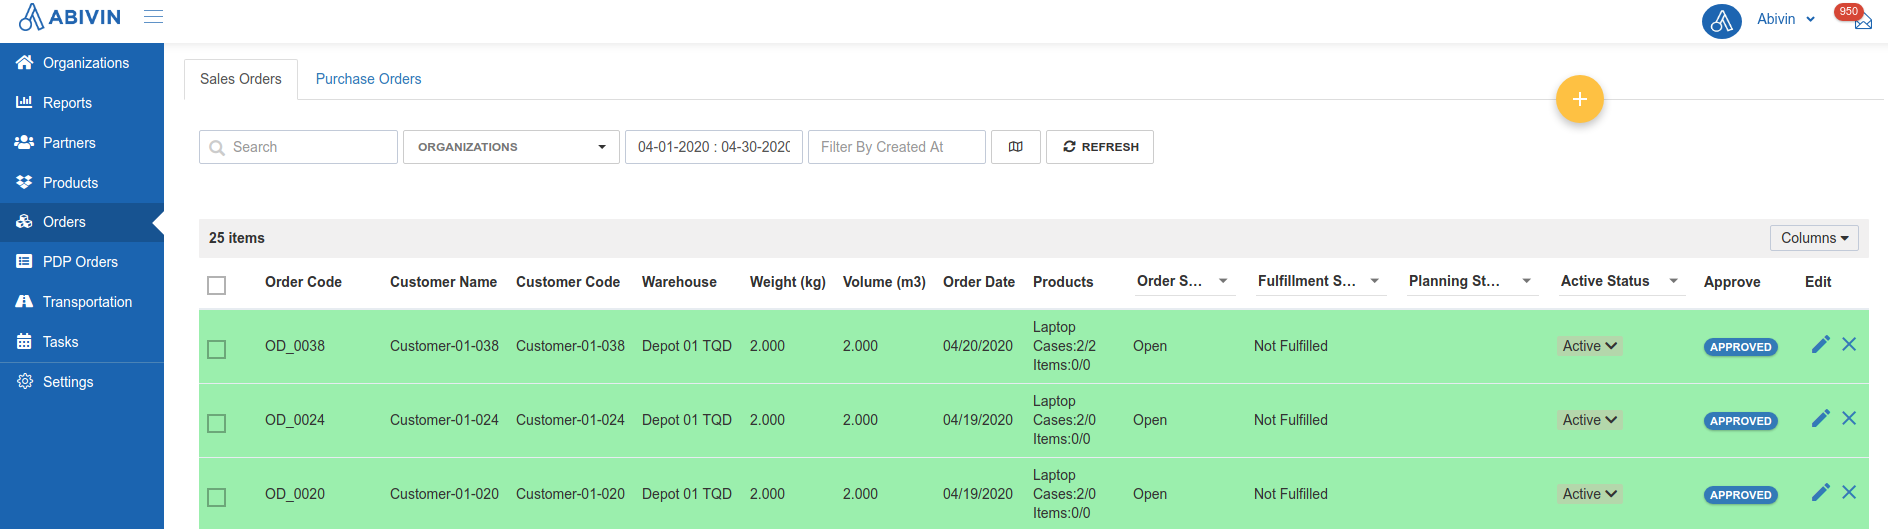 ABIVIN
Abivin
950
Organizations
Reports
Partners
Products
Orders
PDP Orders
Transportation
Tasks
Settings
Sales Orders
Purchase Orders
+
Search
ORGANIZATIONS
04-01-2020 : 04-30-2020
Filter By Created At
REFRESH
25 items
Columns
Order Code Customer Name Customer Code Warehouse Weight (kg) Volume (m3) Order Date Products Order S... Fulfillment S... Planning St... Active Status Approve Edit
Laptop
OD_0038 Customer-01-038 Customer-01-038 Depot 01 TQD 2.000 2.000 04/20/2020 Cases:2/2 Open Not Fulfilled Active APPROVED
Items:0/0
Laptop
OD_0024 Customer-01-024 Customer-01-024 Depot 01 TQD 2.000 2.000 04/19/2020 Cases:2/0 Open Not Fulfilled Active APPROVED
Items:0/0
Laptop
OD_0020 Customer-01-020 Customer-01-020 Depot 01 TQD 2.000 2.000 04/19/2020 Cases:2/0 Open Not Fulfilled Active APPROVED
Items:0/0